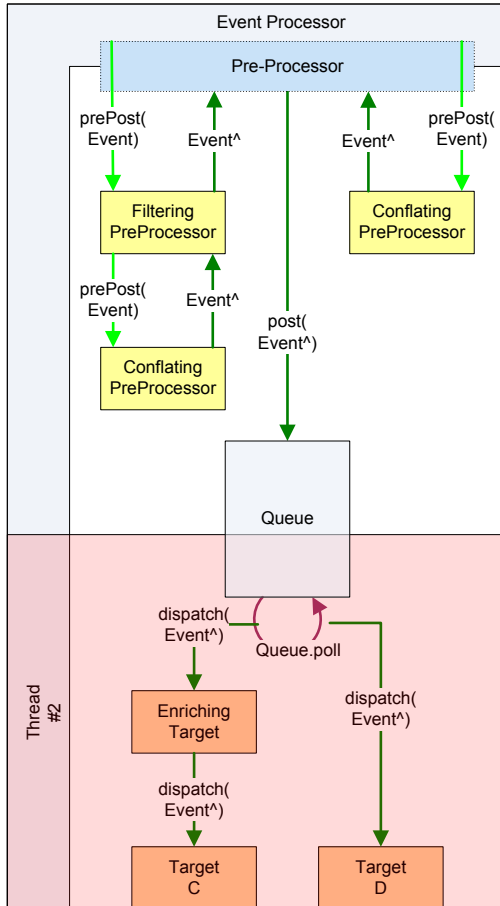 Event Processor
Pre-Processor
prePost(
Event)
Event^
Event^
prePost(
Event)
Filtering
PreProcessor
Conflating
PreProcessor
prePost(
Event)
Event^
Conflating
PreProcessor
post(
Event^)
Queue
dispatch(
Event^)
Queue.poll
Thread
#2
Enriching
Target
dispatch(
Event^)
dispatch(
Event^)
Target
C
Target
D